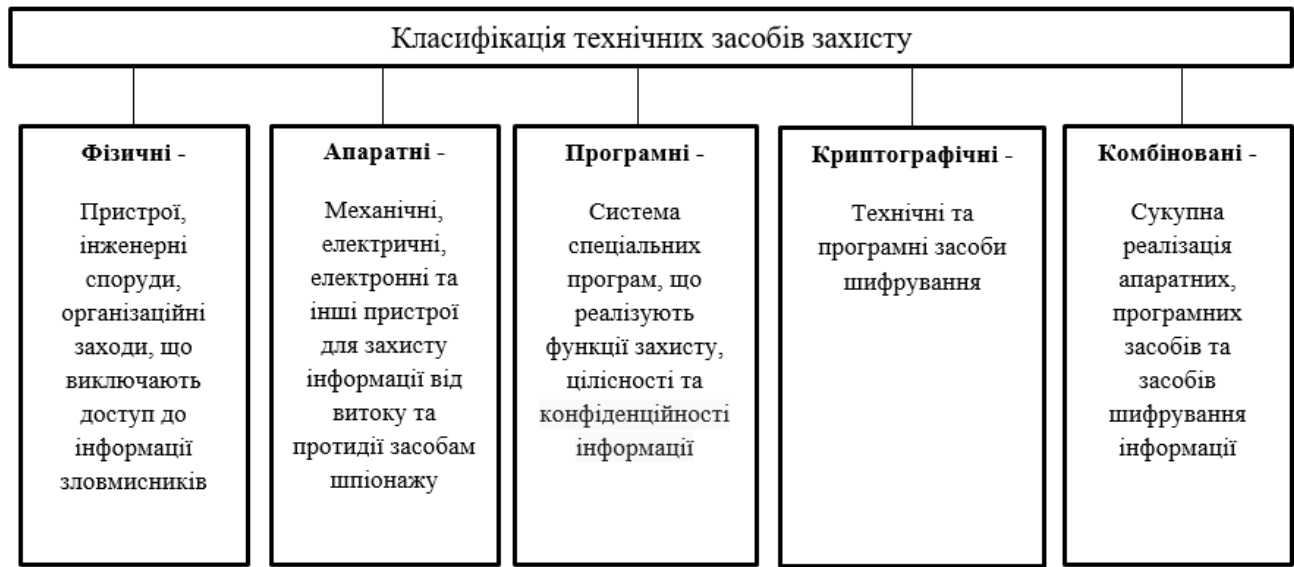 Класифікація технічних засобів захисту
Фізичні -
Пристрої,
інженерні
споруди,
організаційні
заходи, що
виключають
доступ до
інформації
зловмисників
Апаратні -
Механічні,
електричні,
електронні та
інші пристрої
для захисту
інформації від
витоку та
протидії засобам
шпіонажу
Програмні -
Система
спеціальних
програм, що
реалізують
функції захисту,
цілісності та
конфіденційності
інформації
Криптографічні -
Технічні та
програмні засоби
шифрування
Комбіновані -
Сукупна
реалізація
апаратних,
програмних
засобів та
засобів
шифрування
інформації